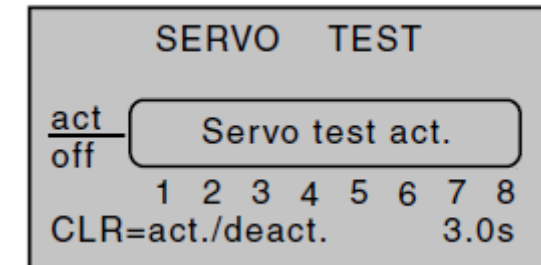 SERVO TEST
act
Servo test act.
off
1 2 3 4 5 6 7 8
CLR=act./deact. 3.0s